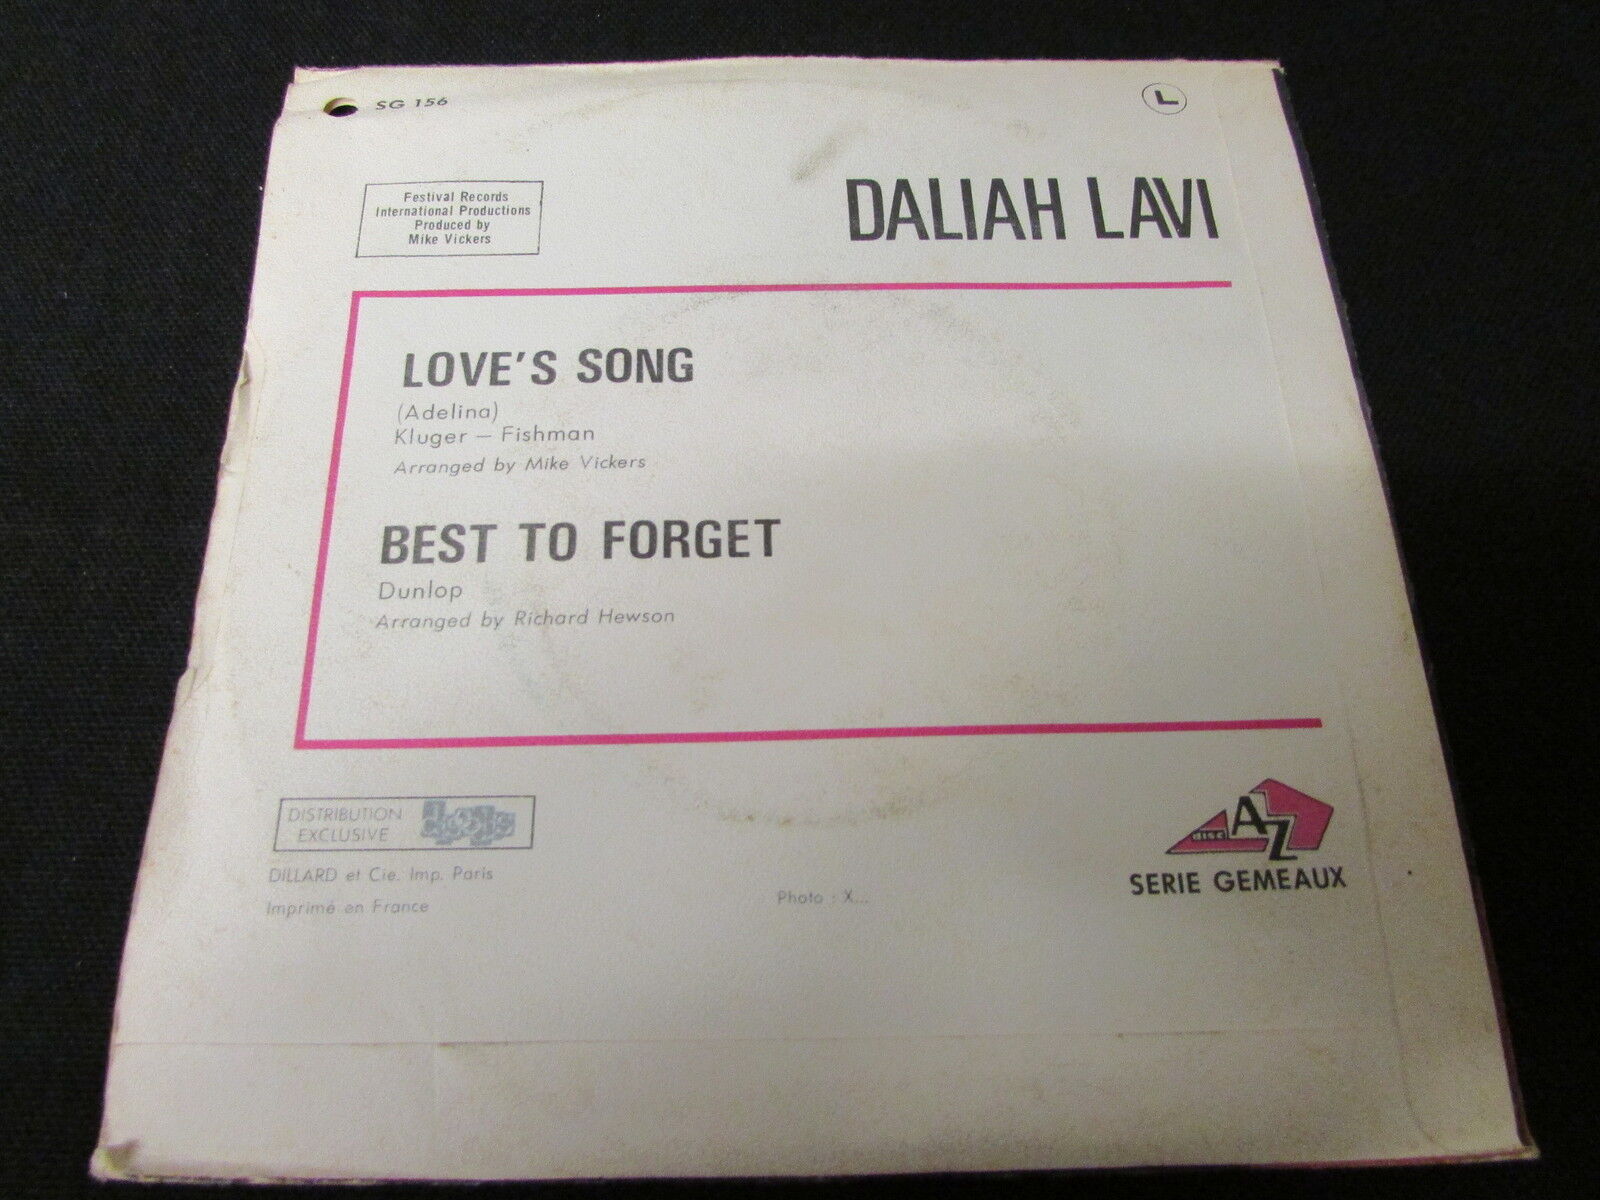 SG 156
L
Festival Records
International Productions
Produced by
Mike Vickers
DALIAH LAVI
LOVE'S SONG
(Adelina)
Kluger — Fishman
Arranged by Mike Vickers
BEST TO FORGET
Dunlop
Arranged by Richard Hewson
DISTRIBUTION
EXCLUSIVE
DILLARD et Cie. Imp. Paris
Imprimé en France
Photo : X...
disc AZ
SERIE GEMEAUX